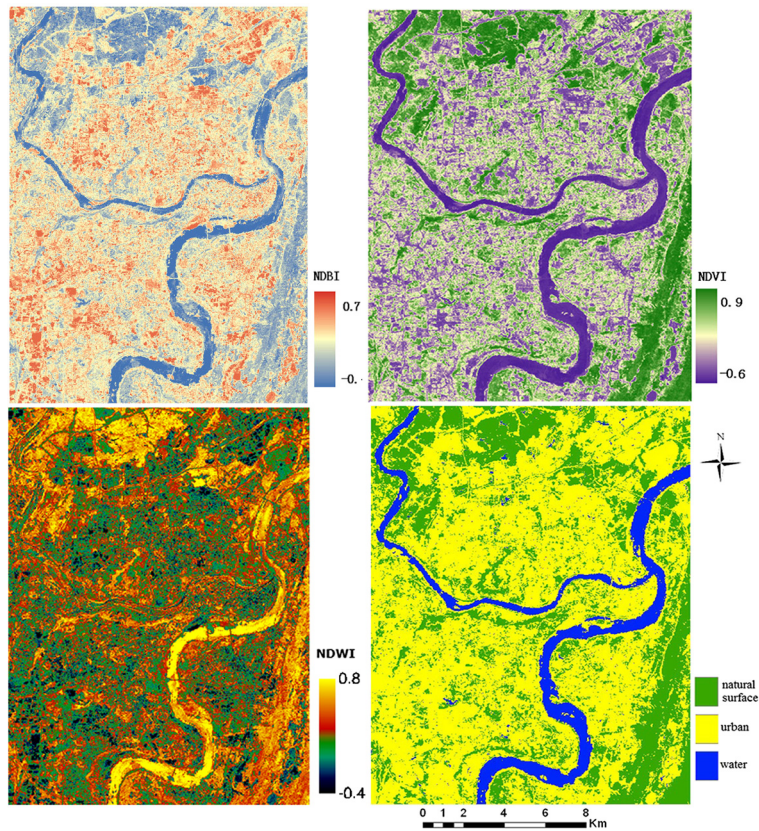 NDBI
0.7
-0.
NDVI
0.9
-0.6
NDWI
0.8
-0.4
N
natural
surface
urban
water
0 1 2 4 6 8
Km